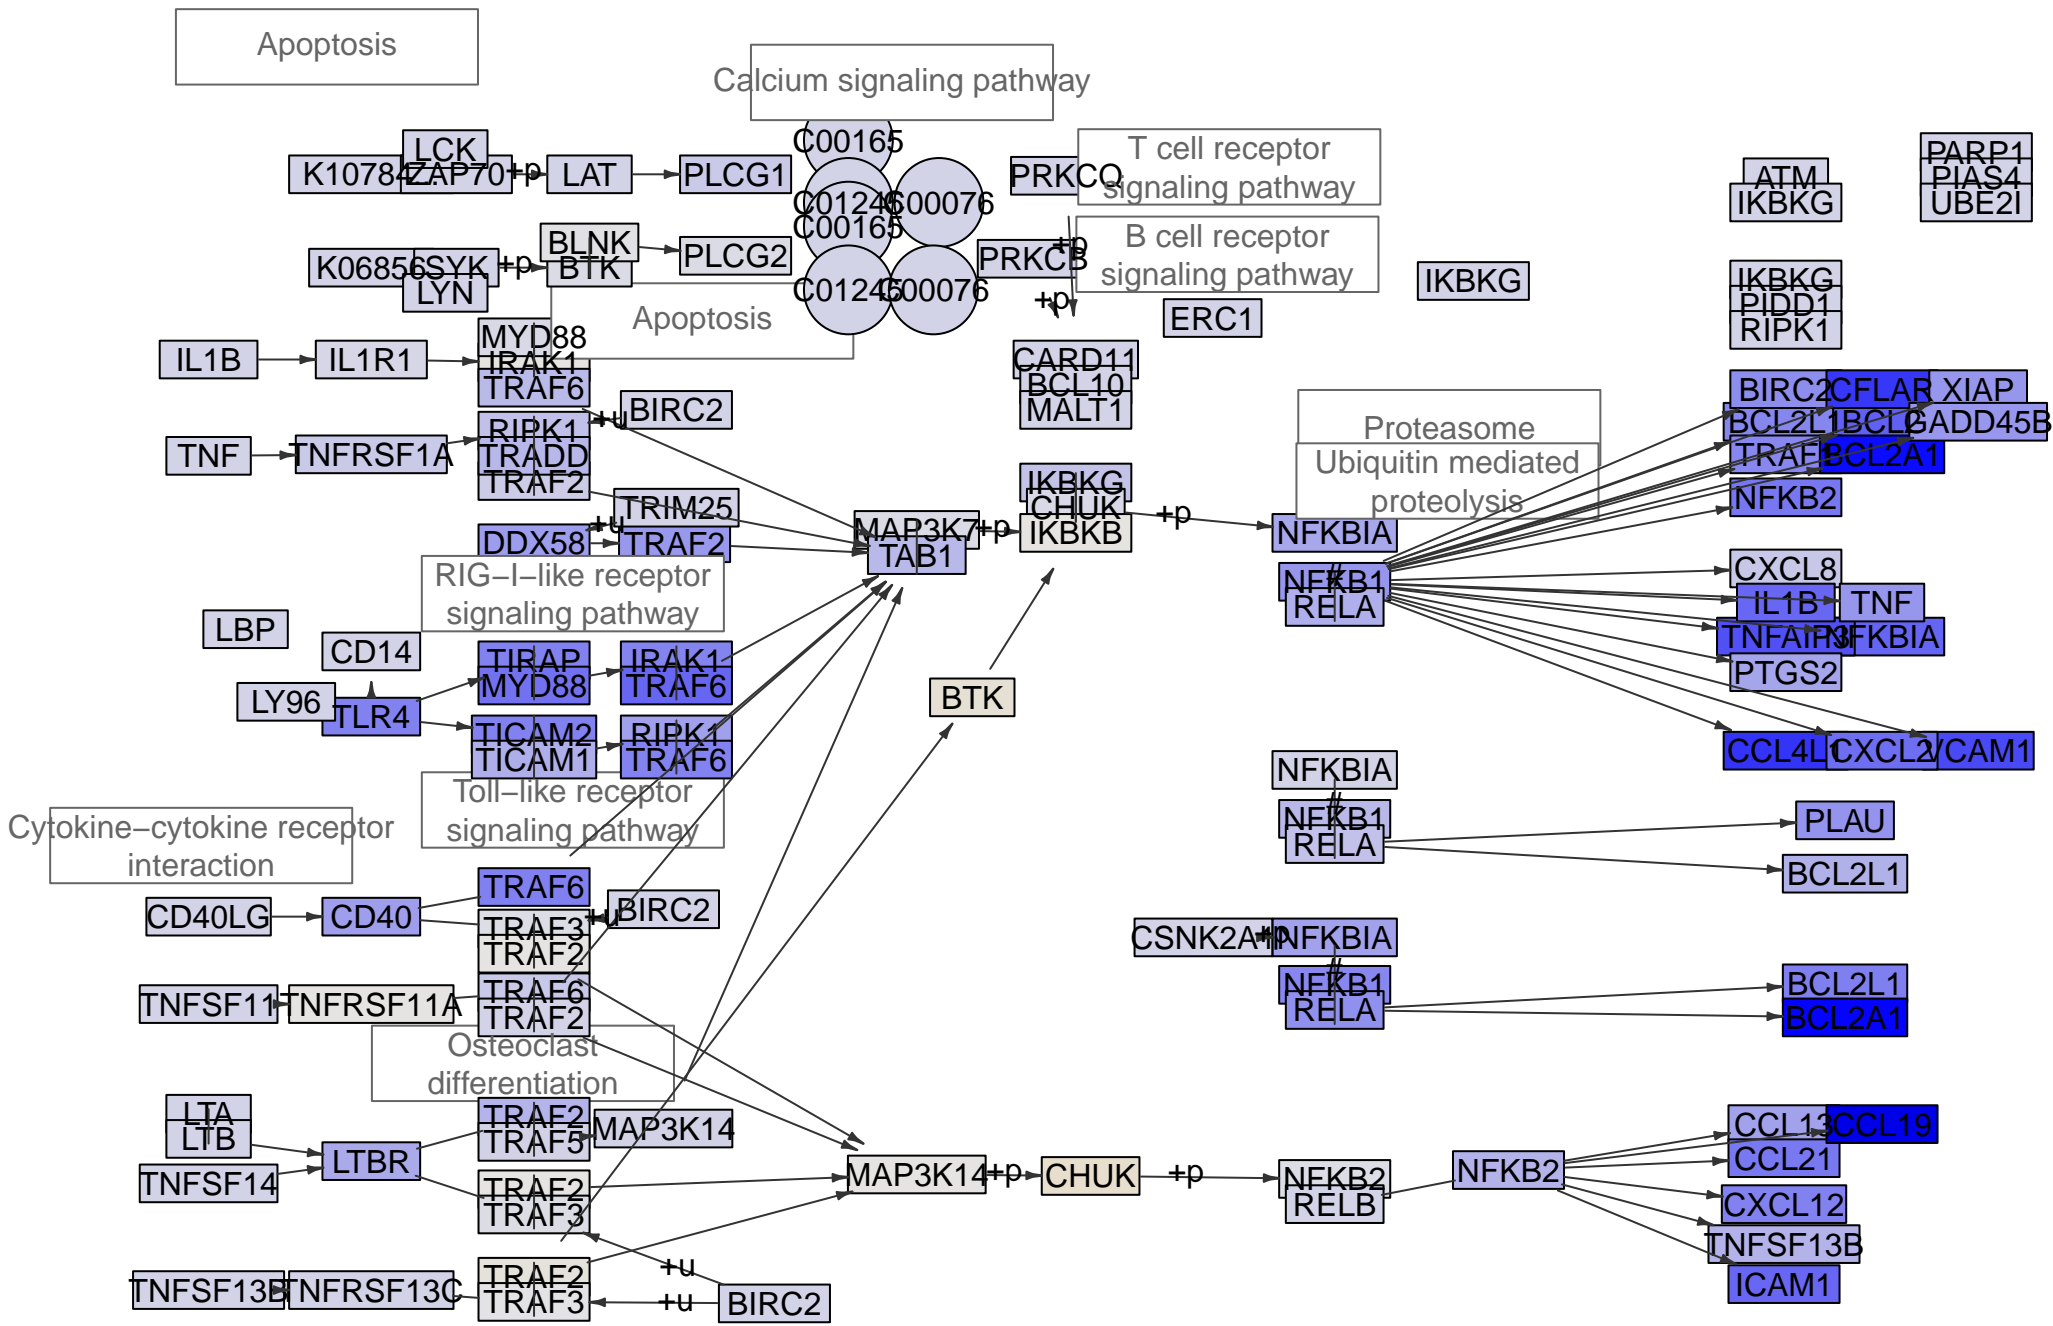 Apoptosis
Calcium signaling pathway
T cell receptor
signaling pathway
B cell receptor
signaling pathway
LCK
K10784
ZAP70
+p
LAT
PLCG1
C00165
C01246
C00076
C00165
C01245
C00076
PRKCQ
PRKCB
+p
+p
K06856
SYK
LYN
+p
BLNK
BTK
PLCG2
Apoptosis
ERC1
IKBKG
ATM
IKBKG
PARP1
PIAS4
UBE2I
IKBKG
PIDD1
RIPK1
IL1B
IL1R1
MYD88
IRAK1
TRAF6
CARD11
BCL10
MALT1
TNF
TNFRSF1A
RIPK1
TRADD
TRAF2
+u
BIRC2
Proteasome
Ubiquitin mediated
proteolysis
BIRC2
CFLAR
XIAP
BCL2L1
BCL2
GADD45B
TRAF1
BCL2A1
NFKB2
TRIM25
+u
DDX58
TRAF2
MAP3K7
TAB1
+p
IKBKG
CHUK
IKBKB
+p
NFKBIA
NFKB1
RELA
CXCL8
IL1B
TNF
TNFAIP3
NFKBIA
PTGS2
RIG−I−like receptor
signaling pathway
LBP
CD14
LY96
TLR4
TIRAP
MYD88
IRAK1
TRAF6
TICAM2
TICAM1
RIPK1
TRAF6
BTK
CCL4L1
CXCL2
VCAM1
Toll−like receptor
signaling pathway
NFKBIA
NFKB1
RELA
PLAU
BCL2L1
Cytokine−cytokine receptor
interaction
CD40LG
CD40
TRAF6
TRAF3
TRAF2
+u
BIRC2
CSNK2A1
+p
NFKBIA
NFKB1
RELA
BCL2L1
BCL2A1
TNFSF11
TNFRSF11A
TRAF6
TRAF2
Osteoclast
differentiation
LTA
LTB
TNFSF14
LTBR
TRAF2
TRAF5
MAP3K14
TRAF2
TRAF3
MAP3K14
+p
CHUK
+p
NFKB2
RELB
NFKB2
CCL13
CCL19
CCL21
CXCL12
TNFSF13B
ICAM1
TNFSF13B
TNFRSF13C
TRAF2
TRAF3
+u
+u
BIRC2